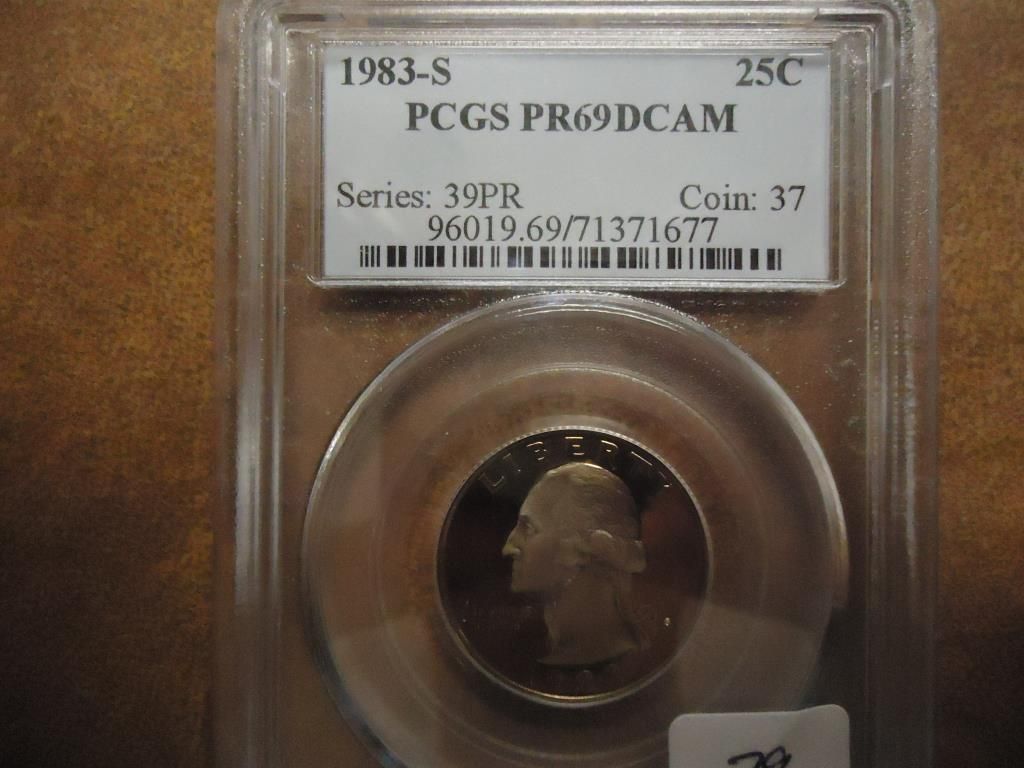 1983-S 25C
PCGS PR69DCAM
Series: 39PR Coin: 37
96019.69/71371677
LIBERTY